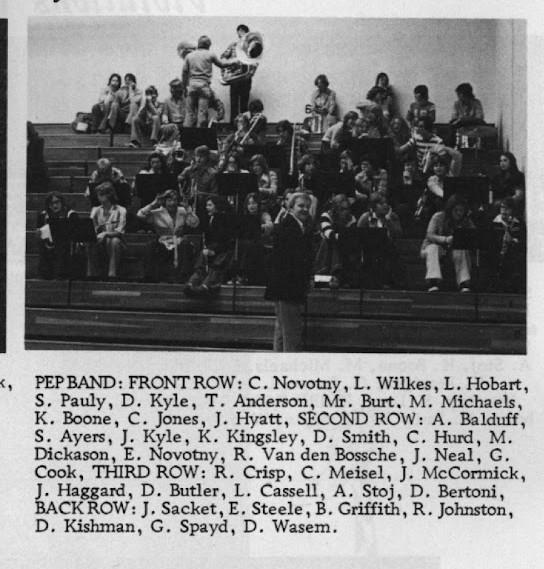 k,
PEP BAND: FRONT ROW: C. Novotny, L. Wilkes, L. Hobart,
S. Pauly, D. Kyle, T. Anderson, Mr. Burt, M. Michaels,
K. Boone, C. Jones, J. Hyatt, SECOND ROW: A. Balduff,
S. Ayers, J. Kyle, K. Kingsley, D. Smith, C. Hurd, M.
Dickason, E. Novotny, R. Van den Bossche, J. Neal, G.
Cook, THIRD ROW: R. Crisp, C. Meisel, J. McCormick,
J. Haggard, D. Butler, L. Cassell, A. Stoj, D. Bertoni,
BACK ROW: J. Sacket, E. Steele, B. Griffith, R. Johnston,
D. Kishman, G. Spayd, D. Wasem.